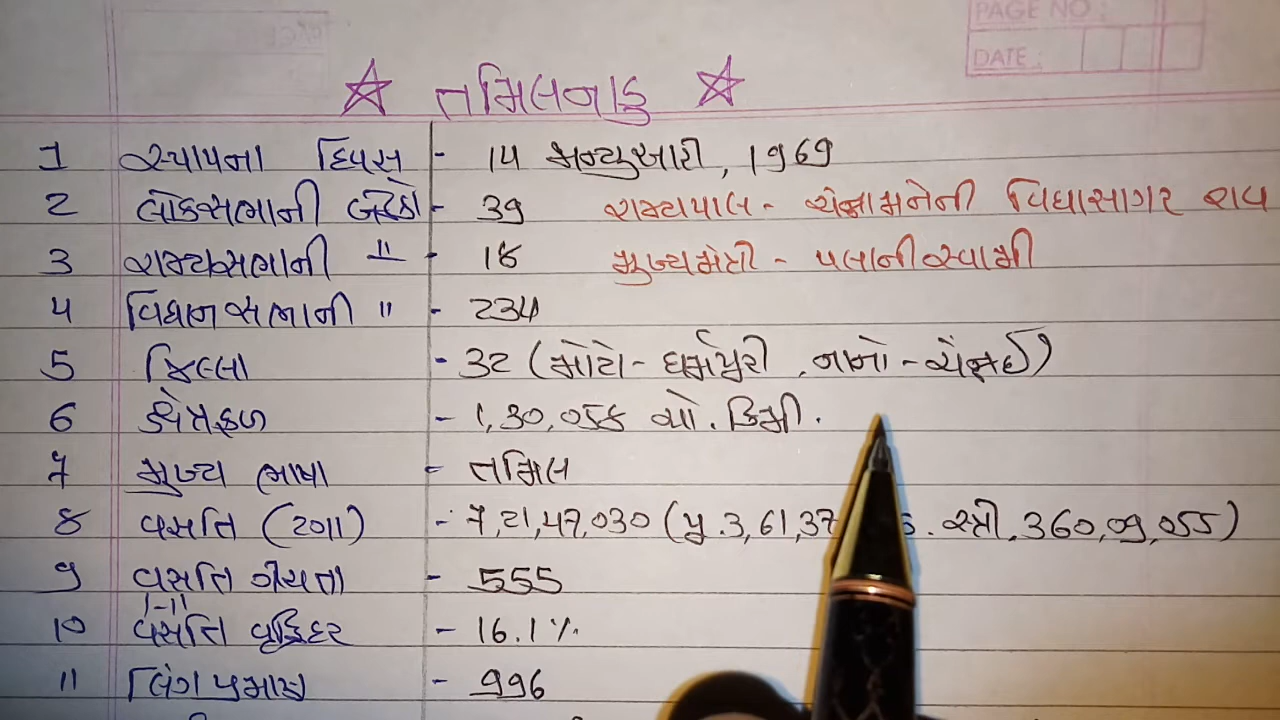 PAGE NO :
DATE :
☆ તમિલનાડુ ☆
1 સ્થાપના દિવસ - 14 જાન્યુઆરી, 1969
2 લોકસભાની બેઠકો - 39 રાજ્યપાલ - ચેન્નામનેની વિદ્યાસાગર રાવ
3 રાજ્યસભાની " - 18 મુખ્યમંત્રી - પલાનીસ્વામી
4 વિધાનસભાની " - 234
5 જિલ્લા - 32 (મોટો - ધર્મપુરી, નાનો - ચેન્નઈ)
6 ક્ષેત્રફળ - 1,30,058 ચો. કિમી.
7 મુખ્ય ભાષા - તમિલ
8 વસતિ (2011) - 7,21,47,030 (પુ. 3,61,37 સ્ત્રી, 360,09,055)
9 વસતિ ગીચતા - 555
1-11
10 વસતિ વૃદ્ધિદર - 16.1%
11 લિંગ પ્રમાણ - 996